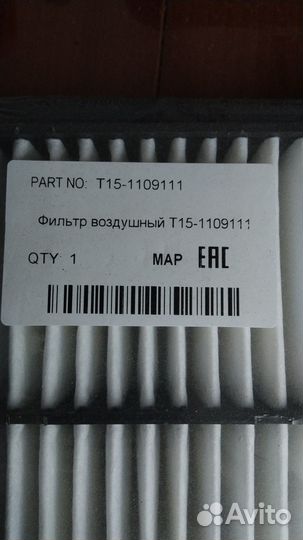 PART NO: T15-1109111
Фильтр воздушный T15-1109111
QTY 1 MAP EAC
Avito